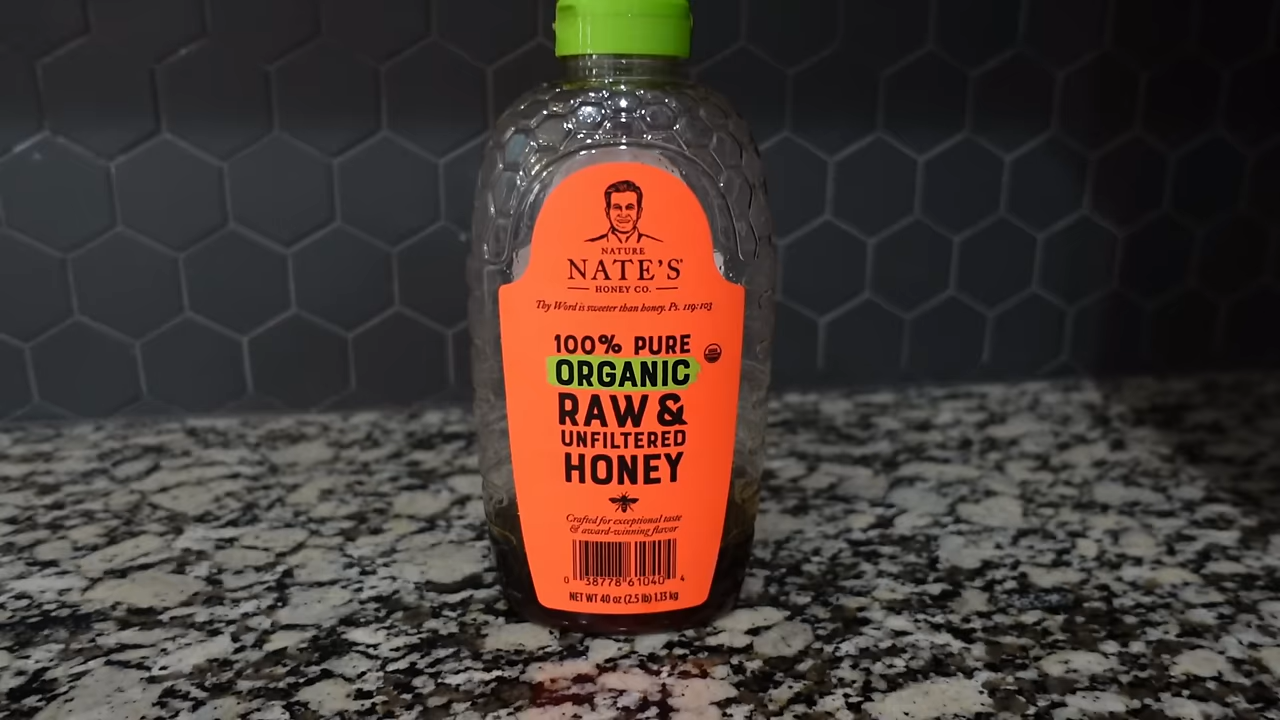 NATURE
NATE'S
HONEY CO.
Thy Word is sweeter than honey. Ps. 119:103
100% PURE
ORGANIC
RAW &
UNFILTERED
HONEY
Crafted for exceptional taste
& award-winning flavor
0 38778 61040 4
NET WT 40 oz (2.5 lb) 1.13 kg